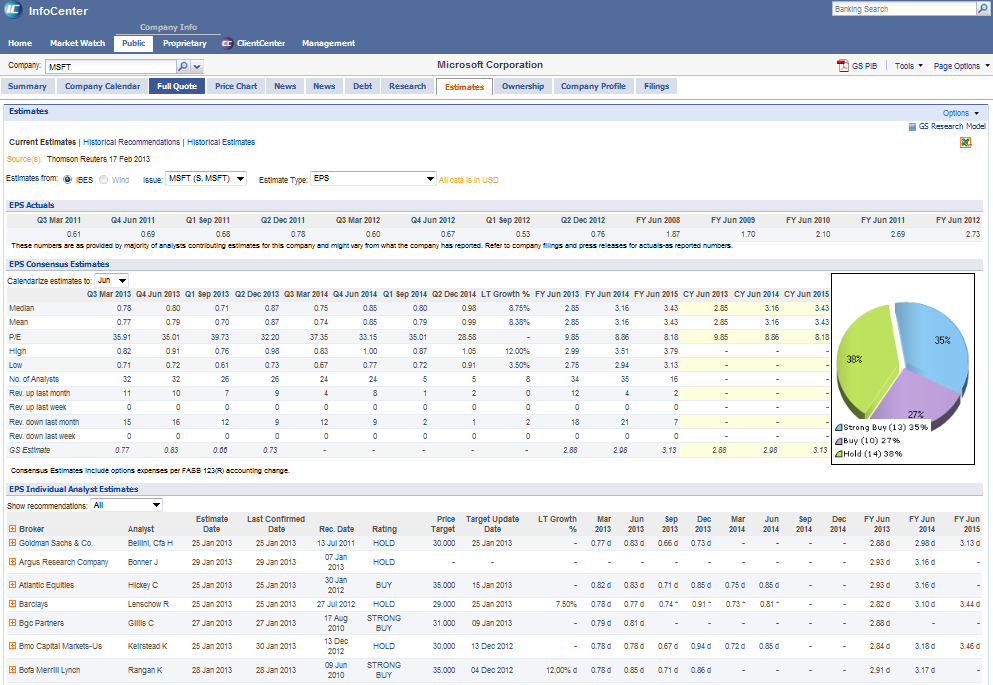 InfoCenter
Banking Search
Company Info
Home Market Watch Public Proprietary CC ClientCenter Management
Company: MSFT Microsoft Corporation GS PIB Tools Page Options
Summary Company Calendar Full Quote Price Chart News News Debt Research Estimates Ownership Company Profile Filings
Estimates Options
GS Research Model
Current Estimates | Historical Recommendations | Historical Estimates
Source(s): Thomson Reuters 17 Feb 2013
Estimates from: IBES Wind Issue: MSFT (S, MSFT) Estimate Type: EPS All data is in USD
EPS Actuals
Q3 Mar 2011 Q4 Jun 2011 Q1 Sep 2011 Q2 Dec 2011 Q3 Mar 2012 Q4 Jun 2012 Q1 Sep 2012 Q2 Dec 2012 FY Jun 2008 FY Jun 2009 FY Jun 2010 FY Jun 2011 FY Jun 2012
0.61 0.69 0.68 0.78 0.60 0.67 0.53 0.76 1.87 1.70 2.10 2.69 2.73
These numbers are as provided by majority of analysts contributing estimates for this company and might vary from what the company has reported. Refer to company filings and press releases for actuals-as reported numbers.
EPS Consensus Estimates
Calendarize estimates to: Jun
Q3 Mar 2013 Q4 Jun 2013 Q1 Sep 2013 Q2 Dec 2013 Q3 Mar 2014 Q4 Jun 2014 Q1 Sep 2014 Q2 Dec 2014 LT Growth % FY Jun 2013 FY Jun 2014 FY Jun 2015 CY Jun 2013 CY Jun 2014 CY Jun 2015
Median 0.78 0.80 0.71 0.87 0.75 0.85 0.80 0.98 8.75% 2.85 3.16 3.43 2.85 3.16 3.43
Mean 0.77 0.79 0.70 0.87 0.74 0.85 0.79 0.99 8.38% 2.85 3.16 3.43 2.85 3.16 3.43
P/E 35.91 35.01 39.73 32.20 37.35 33.15 35.01 28.58 - 9.85 8.86 8.18 9.85 8.86 8.18
High 0.82 0.91 0.76 0.98 0.83 1.00 0.87 1.05 12.00% 2.99 3.51 3.79 - - -
Low 0.71 0.72 0.61 0.73 0.67 0.77 0.72 0.91 3.50% 2.75 2.94 3.13 - - -
No. of Analysts 32 32 26 26 24 24 5 5 8 34 35 16 - - -
Rev. up last month 11 10 7 9 4 8 1 2 0 12 4 2 - - -
Rev. up last week 0 0 0 0 0 0 0 0 0 0 0 0 - - -
Rev. down last month 15 16 12 9 12 9 2 1 2 18 21 7 - - -
Rev. down last week 0 0 0 0 0 0 0 0 0 0 0 0 - - -
GS Estimate 0.77 0.83 0.66 0.73 - - - - - 2.88 2.98 3.13 2.88 2.98 3.13
35%
38%
27%
Strong Buy (13) 35%
Buy (10) 27%
Hold (14) 38%
Consensus Estimates include options expenses per FASB 123(R) accounting change.
EPS Individual Analyst Estimates
Show recommendations: All
Broker Analyst Estimate Date Last Confirmed Date Rec. Date Rating Price Target Target Update Date LT Growth % Mar 2013 Jun 2013 Sep 2013 Dec 2013 Mar 2014 Jun 2014 Sep 2014 Dec 2014 FY Jun 2013 FY Jun 2014 FY Jun 2015
Goldman Sachs & Co. Bellini, Cfa H 25 Jan 2013 25 Jan 2013 13 Jul 2011 HOLD 30.000 25 Jan 2013 - 0.77 d 0.83 d 0.66 d 0.73 d - - - - 2.88 d 2.98 d 3.13 d
Argus Research Company Bonner J 29 Jan 2013 29 Jan 2013 07 Jan 2013 HOLD - - - - - - - - - - - 2.93 d 3.16 d -
Atlantic Equities Hickey C 25 Jan 2013 25 Jan 2013 30 Jan 2012 BUY 35.000 15 Jan 2013 - 0.82 d 0.83 d 0.71 d 0.85 d 0.75 d 0.85 d - - 2.93 d 3.16 d -
Barclays Lenschow R 25 Jan 2013 25 Jan 2013 27 Jul 2012 HOLD 29.000 25 Jan 2013 7.50% 0.78 d 0.77 d 0.74 ^ 0.91 ^ 0.73 ^ 0.81 ^ - - 2.82 d 3.10 d 3.44 d
Bgc Partners Gillis C 27 Jan 2013 27 Jan 2013 17 Aug 2010 STRONG BUY 31.000 09 Jan 2013 - 0.79 d 0.81 d - - - - - - 2.88 d - -
Bmo Capital Markets-Us Keirstead K 25 Jan 2013 25 Jan 2013 13 Dec 2012 HOLD 30.000 13 Dec 2012 - 0.78 d 0.78 d 0.67 d 0.94 d 0.72 d 0.85 d - - 2.84 d 3.18 d 3.46 d
Bofa Merrill Lynch Rangan K 28 Jan 2013 28 Jan 2013 09 Jun 2010 STRONG BUY 35.000 04 Dec 2012 12.00% d 0.78 d 0.85 d 0.71 d 0.86 d - - - - 2.91 d 3.17 d -